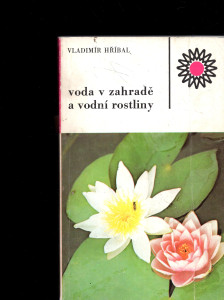 VLADIMÍR HŘÍBAL
voda v zahradě
a vodní rostliny